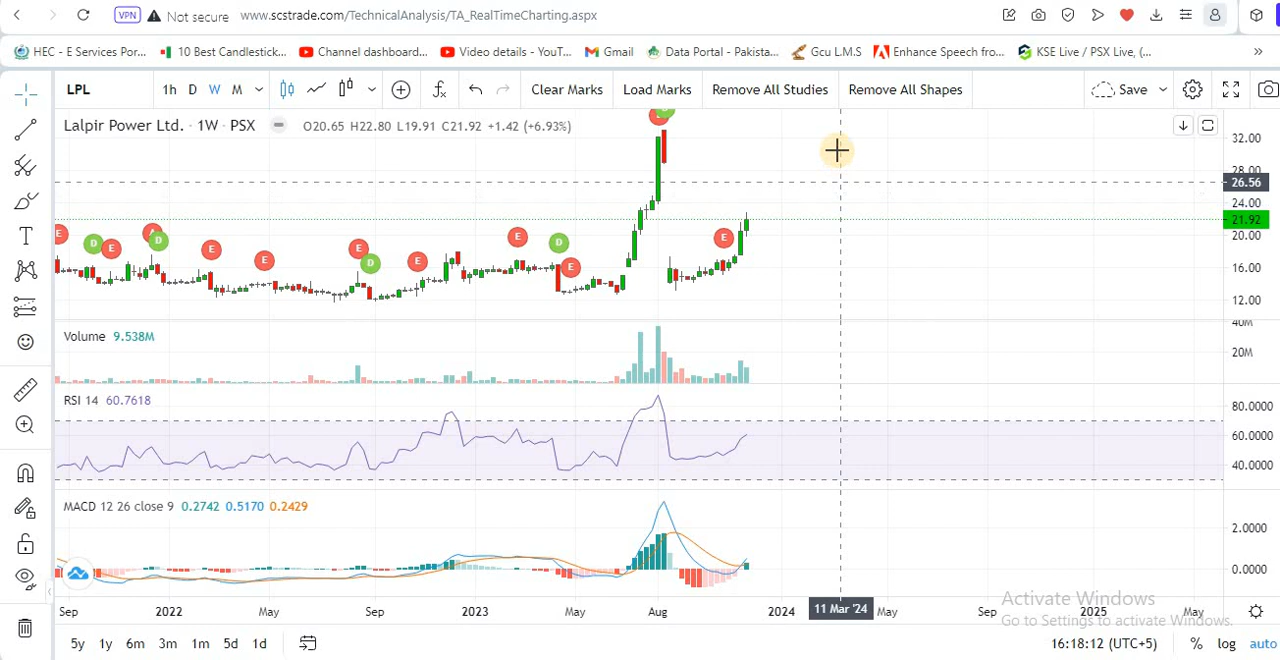 VPN Not secure www.scstrade.com/TechnicalAnalysis/TA_RealTimeCharting.aspx
HEC - E Services Por... 10 Best Candlestick... Channel dashboard... Video details - YouT... Gmail Data Portal - Pakista... Gcu L.M.S Enhance Speech fro... KSE Live / PSX Live, (... »
LPL 1h D W M Clear Marks Load Marks Remove All Studies Remove All Shapes Save
Lalpir Power Ltd. · 1W · PSX O20.65 H22.80 L19.91 C21.92 +1.42 (+6.93%)
32.00
28.00
26.56
24.00
21.92
20.00
16.00
12.00
E D E D E E E D E E D E E D
Volume 9.538M
40M
20M
RSI 14 60.7618
80.0000
60.0000
40.0000
MACD 12 26 close 9 0.2742 0.5170 0.2429
2.0000
0.0000
Sep 2022 May Sep 2023 May Aug 2024 11 Mar '24 May Sep 2025 May
Activate Windows
Go to Settings to activate Windows.
5y 1y 6m 3m 1m 5d 1d 16:18:12 (UTC+5) % log auto